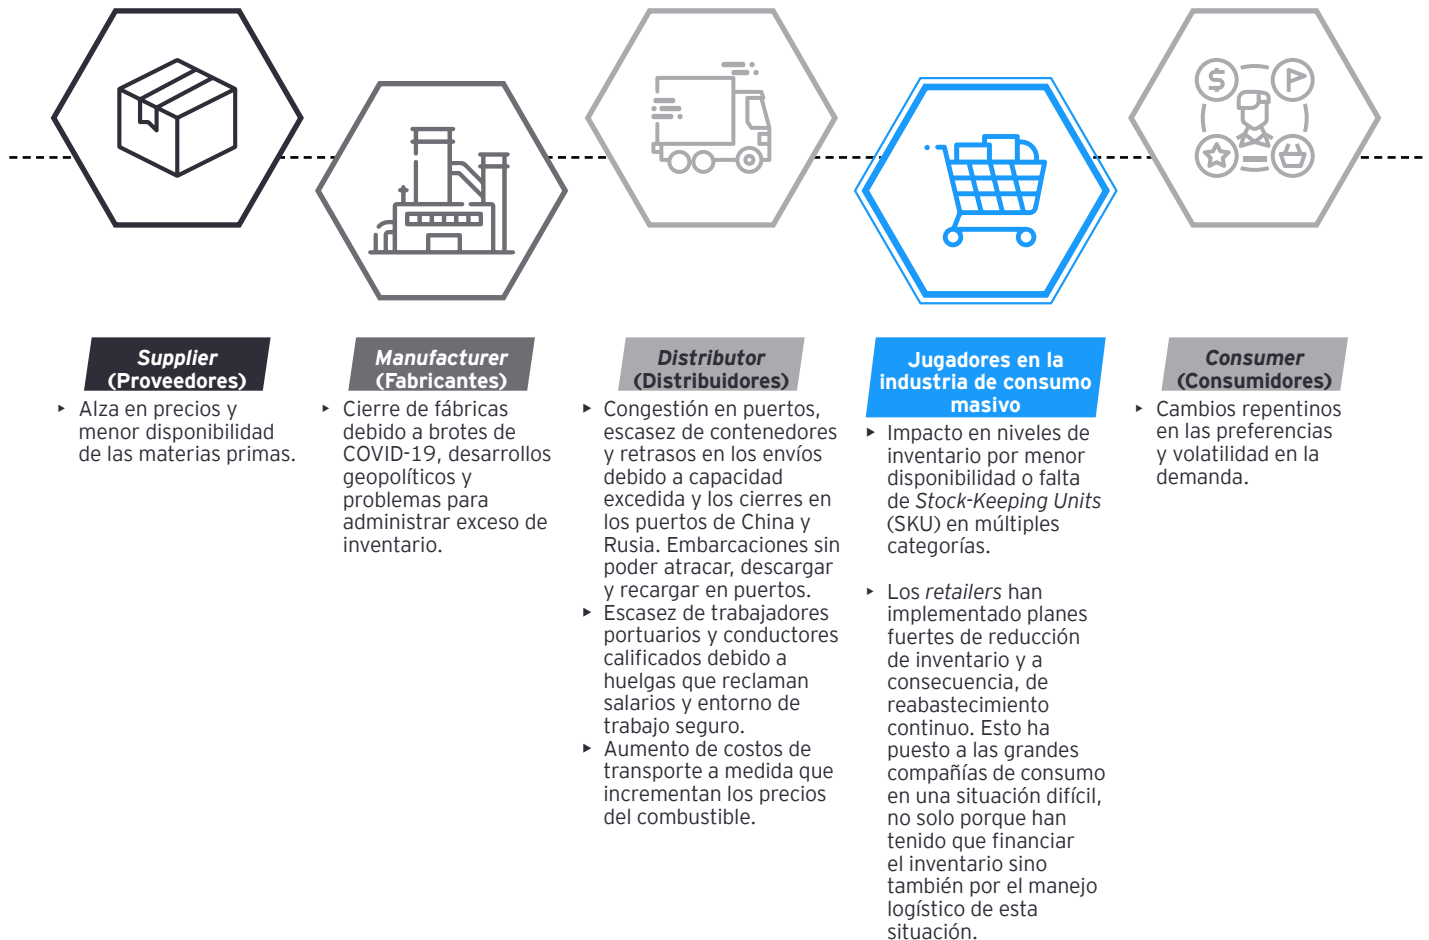 Supplier
(Proveedores)
▸ Alza en precios y
menor disponibilidad
de las materias primas.
Manufacturer
(Fabricantes)
▸ Cierre de fábricas
debido a brotes de
COVID-19, desarrollos
geopolíticos y
problemas para
administrar exceso de
inventario.
Distributor
(Distribuidores)
▸ Congestión en puertos,
escasez de contenedores
y retrasos en los envíos
debido a capacidad
excedida y los cierres en
los puertos de China y
Rusia. Embarcaciones sin
poder atracar, descargar
y recargar en puertos.
▸ Escasez de trabajadores
portuarios y conductores
calificados debido a
huelgas que reclaman
salarios y entorno de
trabajo seguro.
▸ Aumento de costos de
transporte a medida que
incrementan los precios
del combustible.
Jugadores en la
industria de consumo
masivo
▸ Impacto en niveles de
inventario por menor
disponibilidad o falta
de Stock-Keeping Units
(SKU) en múltiples
categorías.
▸ Los retailers han
implementado planes
fuertes de reducción
de inventario y a
consecuencia, de
reabastecimiento
continuo. Esto ha
puesto a las grandes
compañías de consumo
en una situación difícil,
no solo porque han
tenido que financiar
el inventario sino
también por el manejo
logístico de esta
situación.
Consumer
(Consumidores)
▸ Cambios repentinos
en las preferencias
y volatilidad en la
demanda.